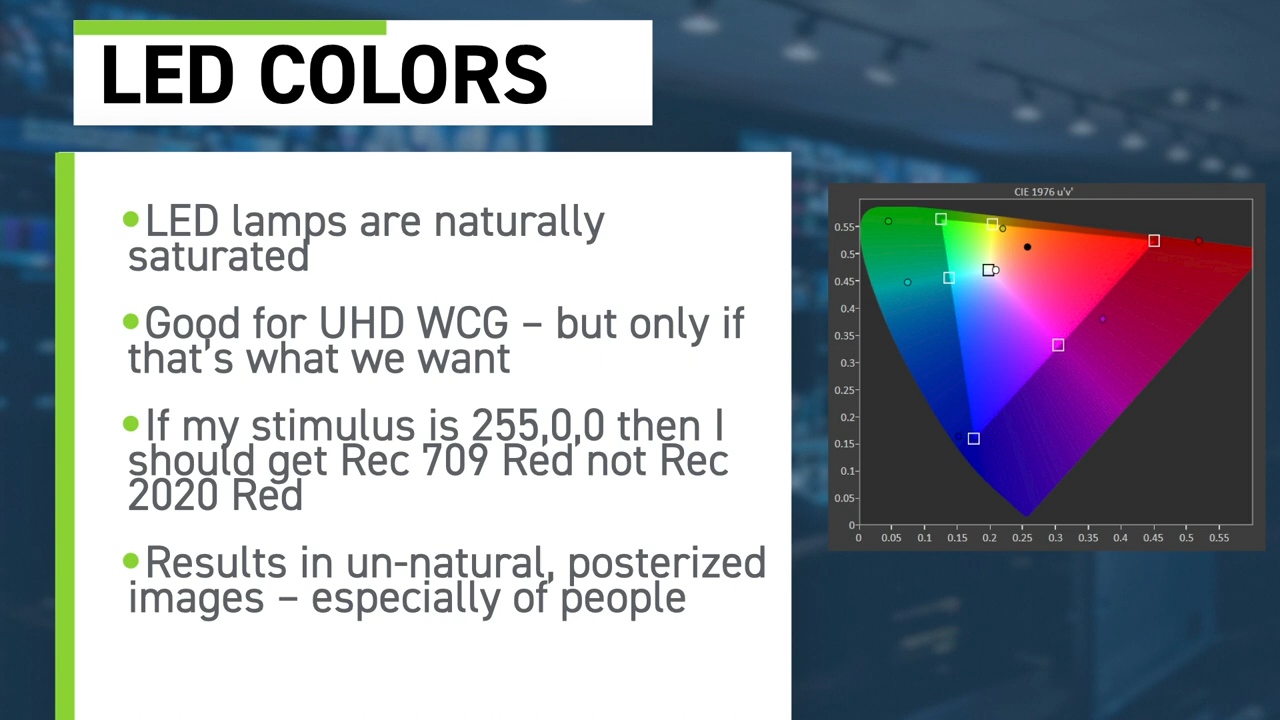 LED COLORS
•LED lamps are naturally
saturated
•Good for UHD WCG – but only if
that's what we want
•If my stimulus is 255,0,0 then I
should get Rec 709 Red not Rec
2020 Red
•Results in un-natural, posterized
images – especially of people
CIE 1976 u'v'
0.55
0.5
0.45
0.4
0.35
0.3
0.25
0.2
0.15
0.1
0.05
0
0 0.05 0.1 0.15 0.2 0.25 0.3 0.35 0.4 0.45 0.5 0.55